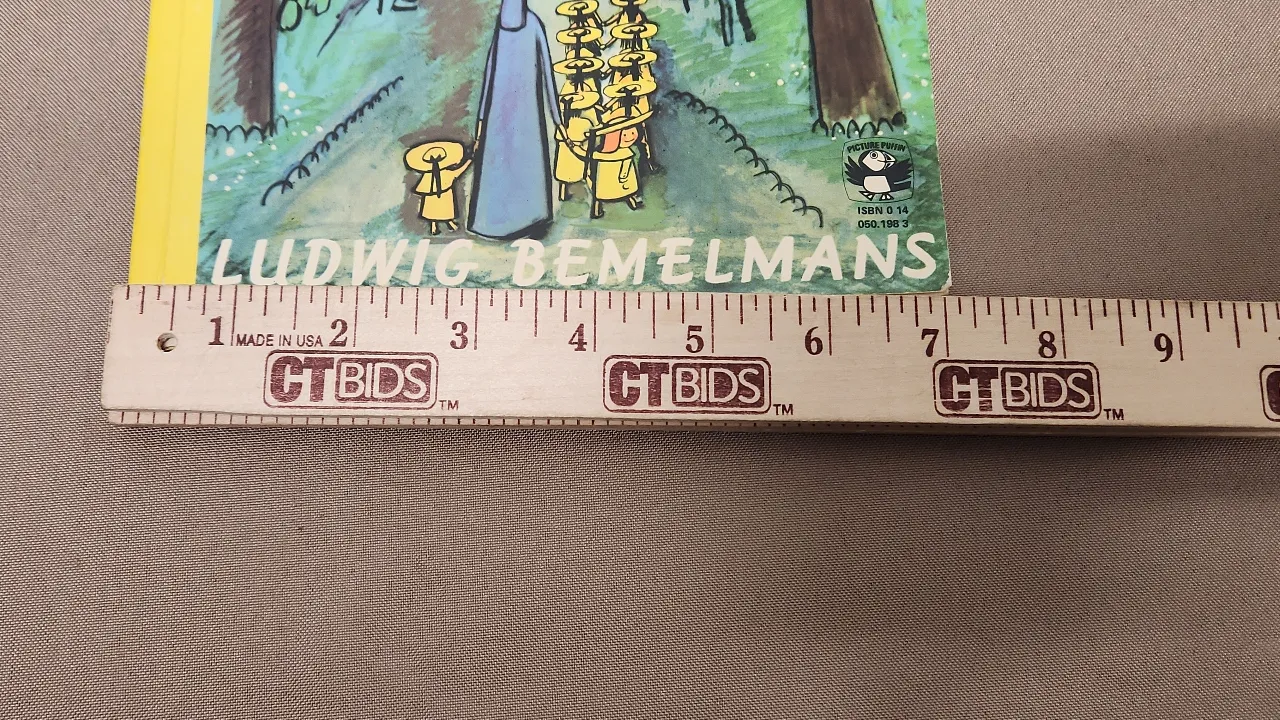 PICTURE PUFFIN
ISBN 0 14
050.198 3
LUDWIG BEMELMANS
1 MADE IN USA 2 3 4 5 6 7 8 9
CTBIDS™ CTBIDS™ CTBIDS™